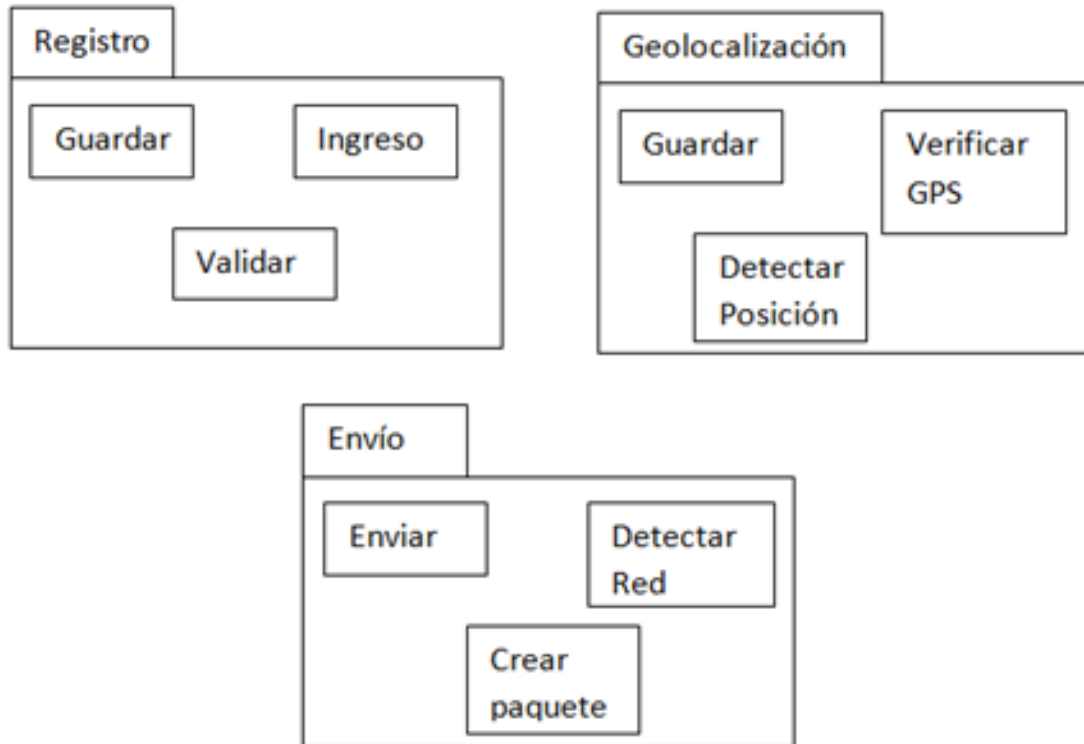 Registro
Guardar
Ingreso
Validar
Geolocalización
Guardar
Verificar
GPS
Detectar
Posición
Envío
Enviar
Detectar
Red
Crear
paquete